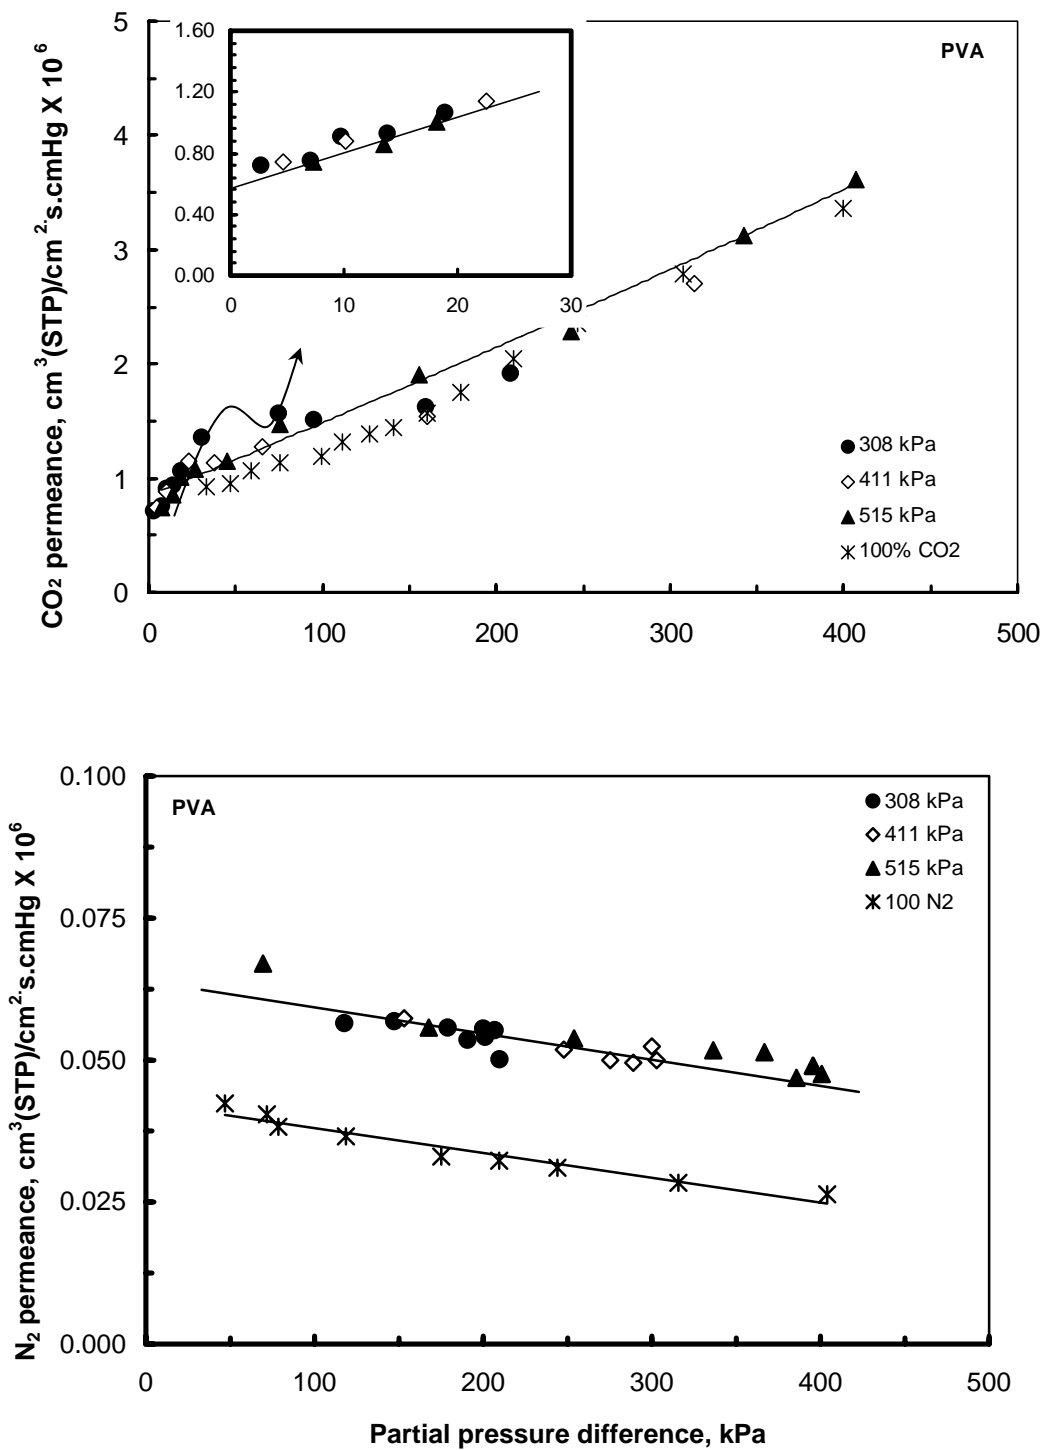 CO2 permeance, cm3(STP)/cm2.s.cmHg X 10 6
5
4
3
2
1
0
0 100 200 300 400 500
PVA
1.60
1.20
0.80
0.40
0.00
0 10 20 30
308 kPa
411 kPa
515 kPa
100% CO2
N2 permeance, cm3(STP)/cm2.s.cmHg X 106
0.100
0.075
0.050
0.025
0.000
PVA
308 kPa
411 kPa
515 kPa
100 N2
0 100 200 300 400 500
Partial pressure difference, kPa